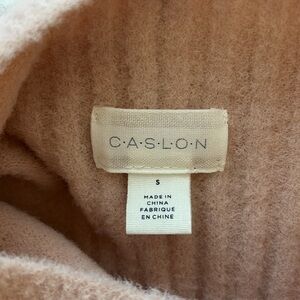 C·A·S·L·O·N
S
MADE IN
CHINA
FABRIQUE
EN CHINE